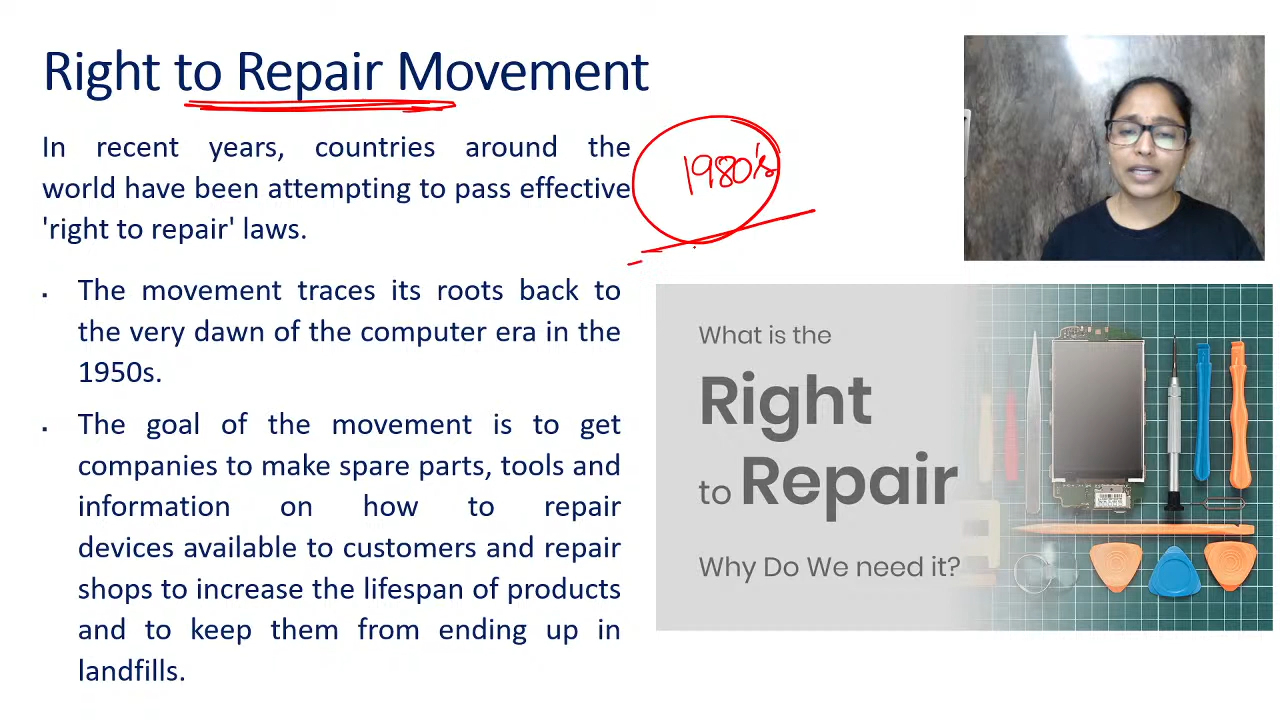 Right to Repair Movement
In recent years, countries around the
world have been attempting to pass effective
'right to repair' laws.
1980's
▪ The movement traces its roots back to
the very dawn of the computer era in the
1950s.
▪ The goal of the movement is to get
companies to make spare parts, tools and
information on how to repair
devices available to customers and repair
shops to increase the lifespan of products
and to keep them from ending up in
landfills.
What is the
Right
to Repair
Why Do We need it?